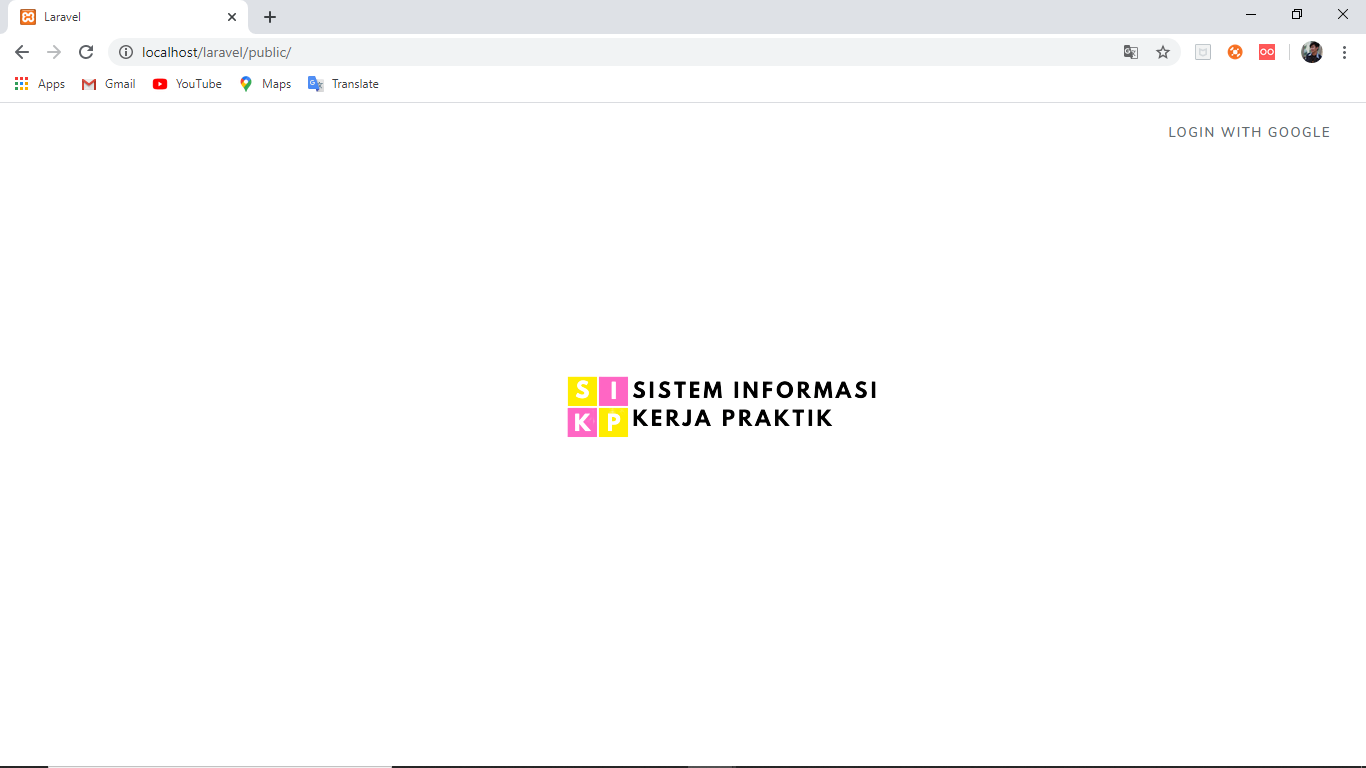 Laravel
localhost/laravel/public/
Apps Gmail YouTube Maps Translate
LOGIN WITH GOOGLE
S I
K P
SISTEM INFORMASI
KERJA PRAKTIK